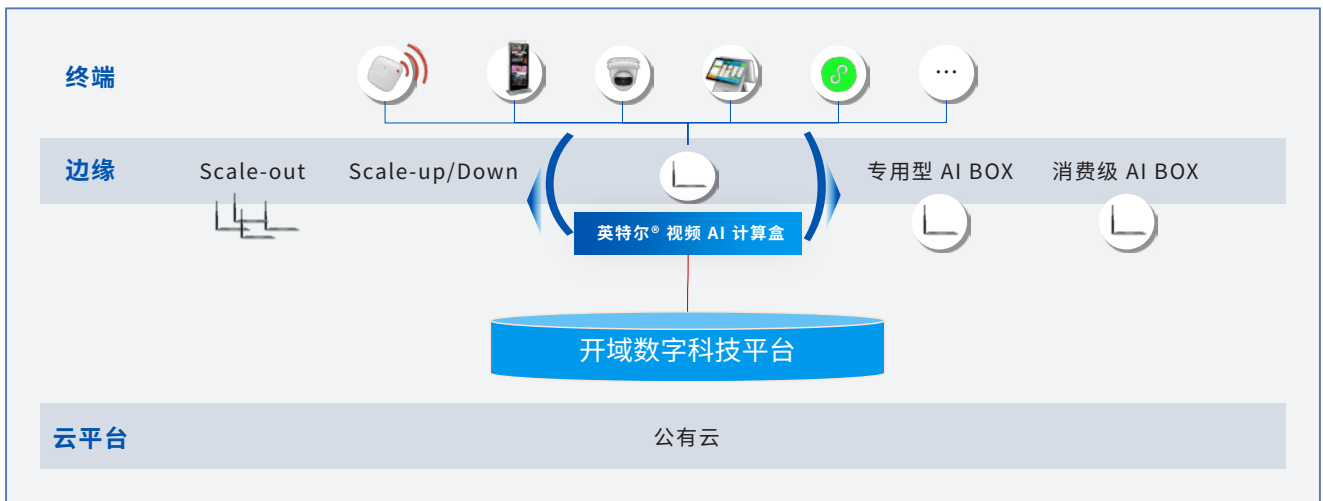 终端
…
边缘
Scale-out
Scale-up/Down
专用型 AI BOX
消费级 AI BOX
英特尔® 视频 AI 计算盒
开域数字科技平台
云平台
公有云